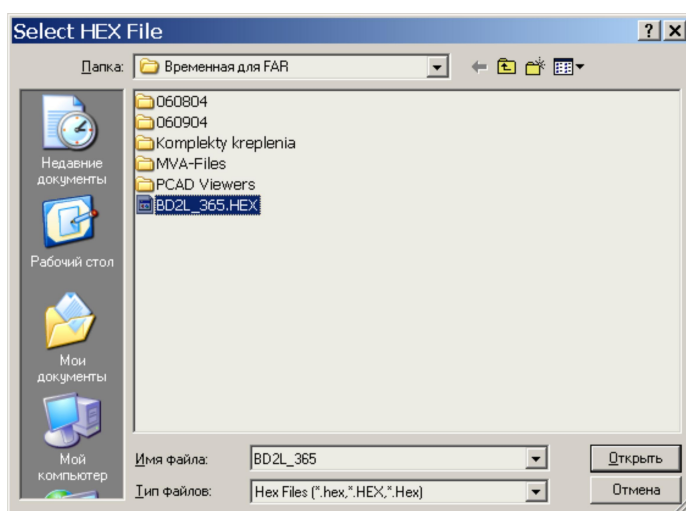 Select HEX File
Папка:
Временная для FAR
060804
060904
Komplekty kreplenia
MVA-Files
PCAD Viewers
BD2L_365.HEX
Недавние
документы
Рабочий стол
Мои
документы
Мой
компьютер
Имя файла:
BD2L_365
Открыть
Тип файлов:
Hex Files (*.hex,*.HEX,*.Hex)
Отмена